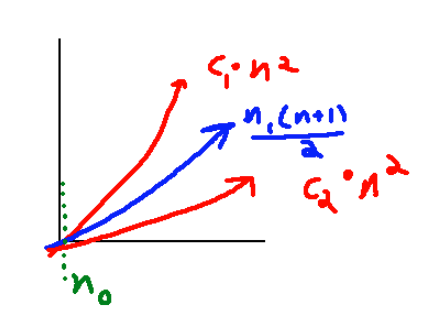 c₁·n²
n.(n+1)
2
c₂·n²
n₀